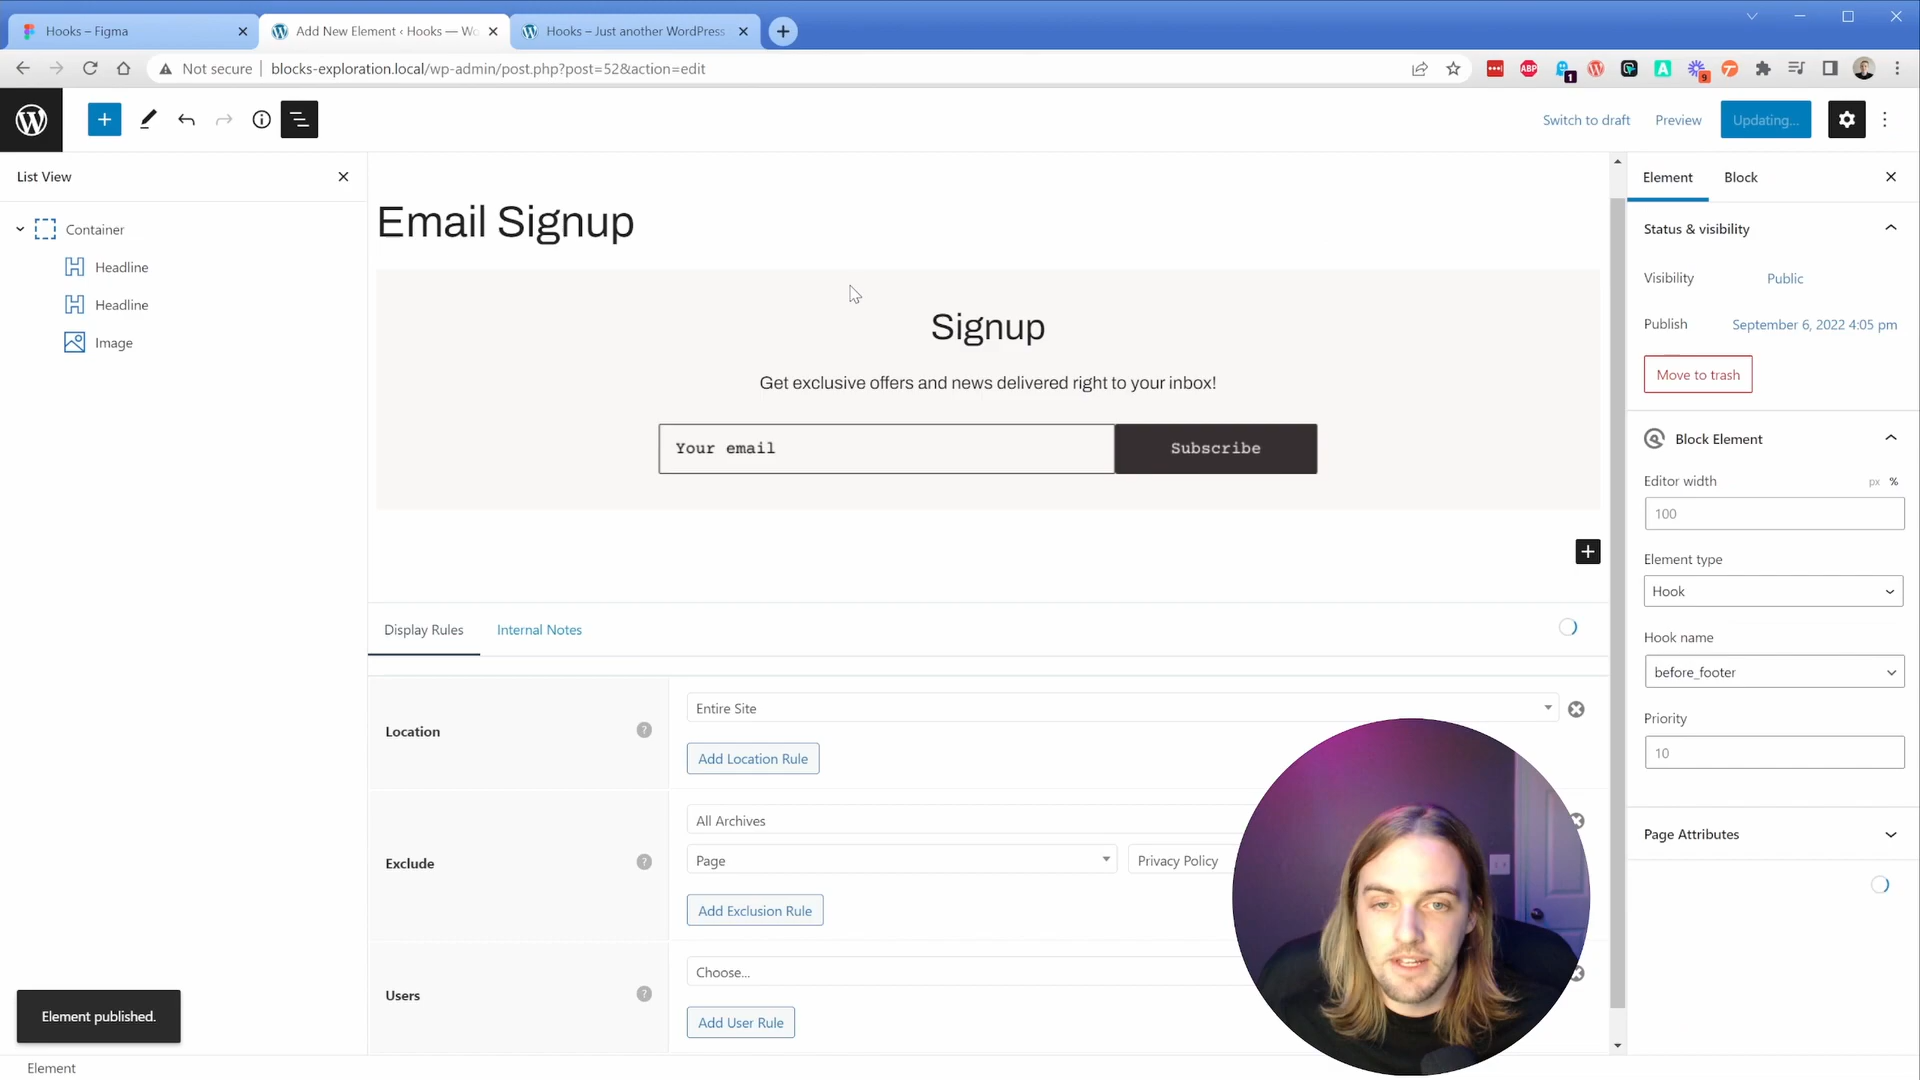 Hooks – Figma
Add New Element ‹ Hooks — Wo
Hooks – Just another WordPress
Not secure
blocks-exploration.local/wp-admin/post.php?post=52&action=edit
ABP
1
A
9
Switch to draft
Preview
Updating...
List View
Container
Headline
Headline
Image
Email Signup
Signup
Get exclusive offers and news delivered right to your inbox!
Your email
Subscribe
Display Rules
Internal Notes
Location
?
Entire Site
Add Location Rule
Exclude
?
All Archives
Page
Privacy Policy
Add Exclusion Rule
Users
?
Choose...
Add User Rule
Element
Block
Status & visibility
Visibility
Public
Publish
September 6, 2022 4:05 pm
Move to trash
Block Element
Editor width
px
%
100
Element type
Hook
Hook name
before_footer
Priority
10
Page Attributes
Element published.
Element